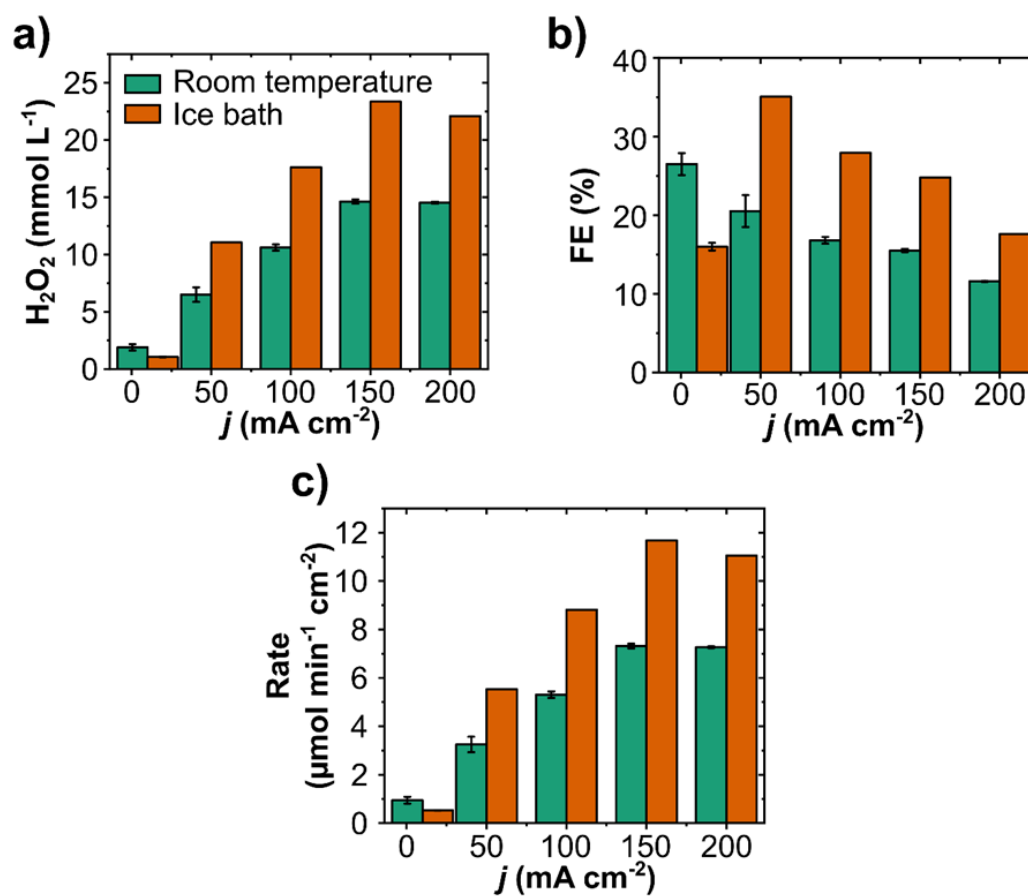 a)
H₂O₂ (mmol L⁻¹)
25
20
15
10
5
0
Room temperature
Ice bath
0 50 100 150 200
j (mA cm⁻²)
b)
FE (%)
40
30
20
10
0
0 50 100 150 200
j (mA cm⁻²)
c)
Rate
(µmol min⁻¹ cm⁻²)
12
10
8
6
4
2
0
0 50 100 150 200
j (mA cm⁻²)